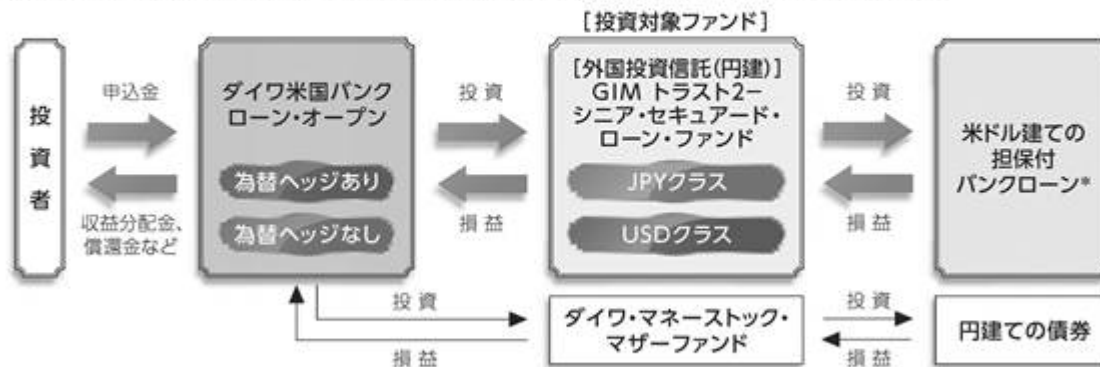 [投資対象ファンド]
投資者
申込金
収益分配金、
償還金など
ダイワ米国バンク
ローン・オープン
為替ヘッジあり
為替ヘッジなし
投資
損益
[外国投資信託(円建)]
GIM トラスト2－
シニア・セキュアード・
ローン・ファンド
JPYクラス
USDクラス
投資
損益
米ドル建ての
担保付
バンクローン*
投資
損益
ダイワ・マネーストック・
マザーファンド
投資
損益
円建ての債券